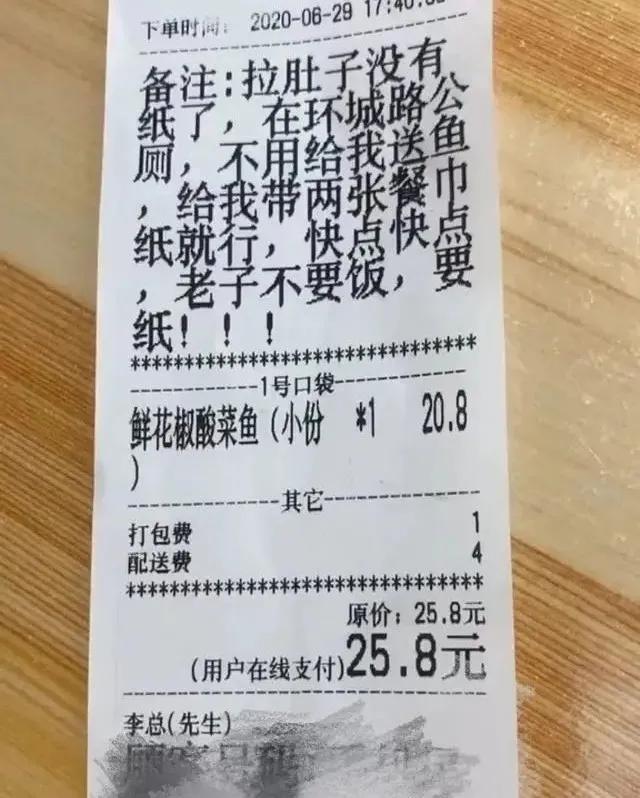 下单时间: 2020-06-29 17:40:
备注:拉肚子没有
纸了,在环城路公
厕,不用给我送鱼
,给我带两张餐巾
纸就行,快点快点
,老子不要饭,要
纸!!!
**********************************
------------1号口袋------------
鲜花椒酸菜鱼(小份 *1 20.8
)
--------------其它--------------
打包费 1
配送费 4
**********************************
原价:25.8元
(用户在线支付)25.8元
李总(先生)